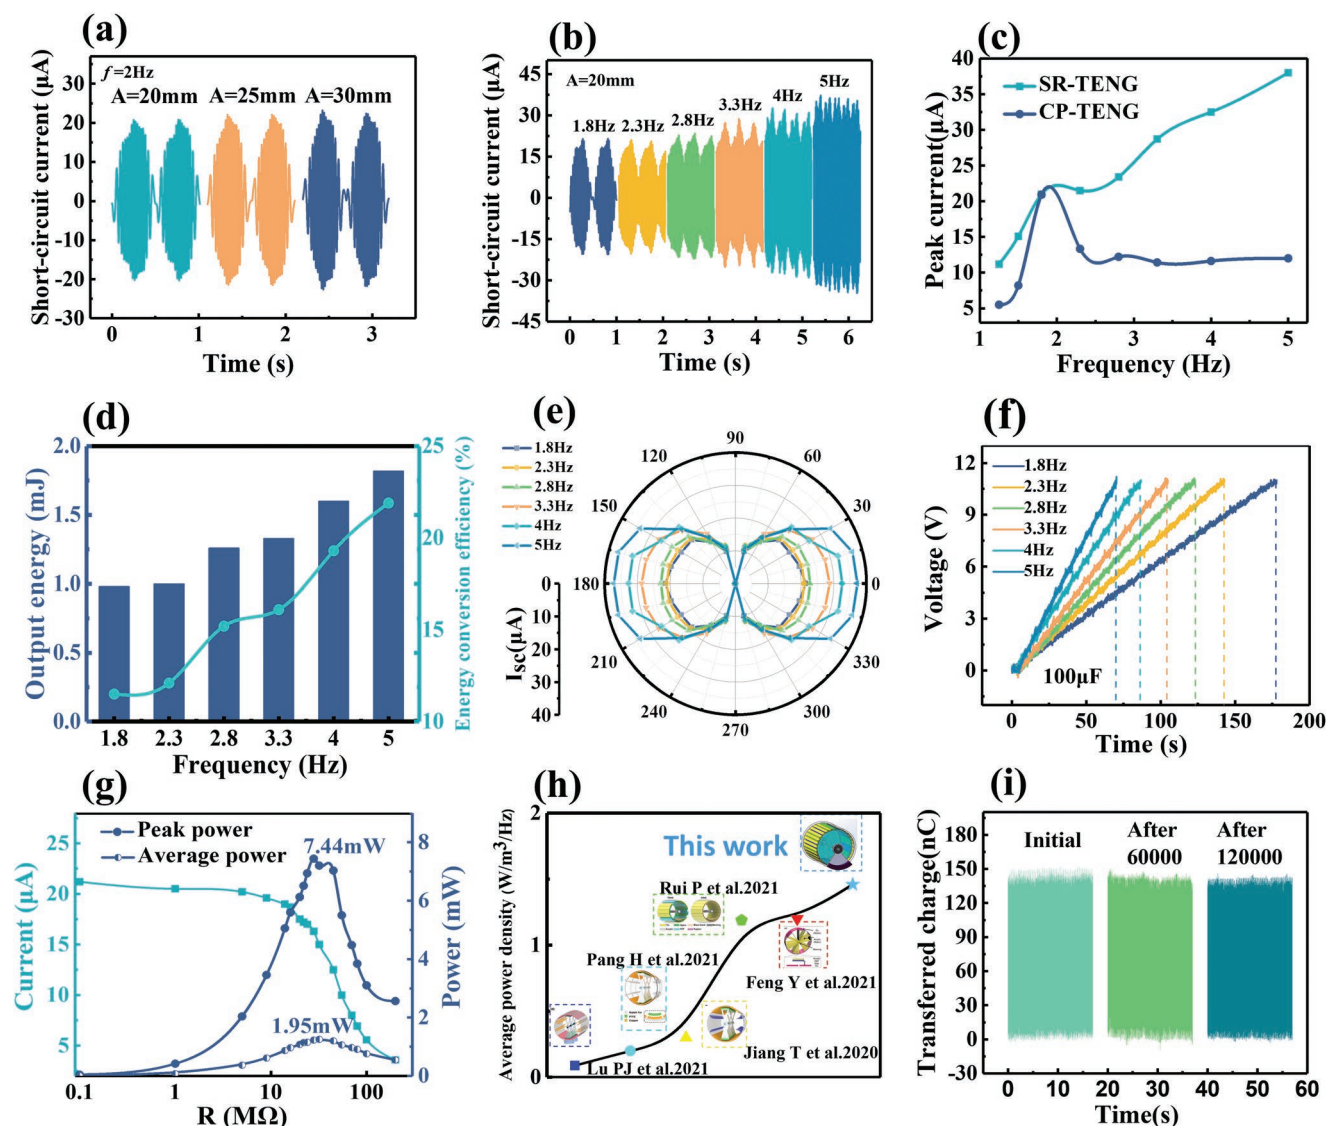 (a)
Short-circuit current (μA)
30
20
10
0
-10
-20
-30
f=2Hz
A=20mm A=25mm A=30mm
0 1 2 3
Time (s)
(b)
Short-circuit current (μA)
45
30
15
0
-15
-30
-45
A=20mm
1.8Hz 2.3Hz 2.8Hz 3.3Hz 4Hz 5Hz
0 1 2 3 4 5 6
Time (s)
(c)
Peak current(μA)
40
35
30
25
20
15
10
5
SR-TENG
CP-TENG
1 2 3 4 5
Frequency (Hz)
(d)
Output energy (mJ)
2.0
1.5
1.0
0.5
0.0
25
20
15
10
Energy conversion efficiency (%)
1.8 2.3 2.8 3.3 4 5
Frequency (Hz)
(e)
1.8Hz
2.3Hz
2.8Hz
3.3Hz
4Hz
5Hz
90
120 60
150 30
180 0
210 330
240 300
270
0
10
20
30
40
Isc(μA)
(f)
Voltage (V)
12
9
6
3
0
1.8Hz
2.3Hz
2.8Hz
3.3Hz
4Hz
5Hz
100μF
0 50 100 150 200
Time (s)
(g)
Current (μA)
25
20
15
10
5
Peak power
Average power
7.44mW
1.95mW
8
6
4
2
0
Power (mW)
0.1 1 10 100
R (MΩ)
(h)
Average power density (W/m³/Hz)
2
1
0
This work
Rui P et al.2021
Pang H et al.2021
Feng Y et al.2021
Jiang T et al.2020
Lu PJ et al.2021
(i)
Transferred charge(nC)
180
150
120
90
60
30
0
-30
Initial
After
60000
After
120000
0 10 20 30 40 50 60
Time(s)